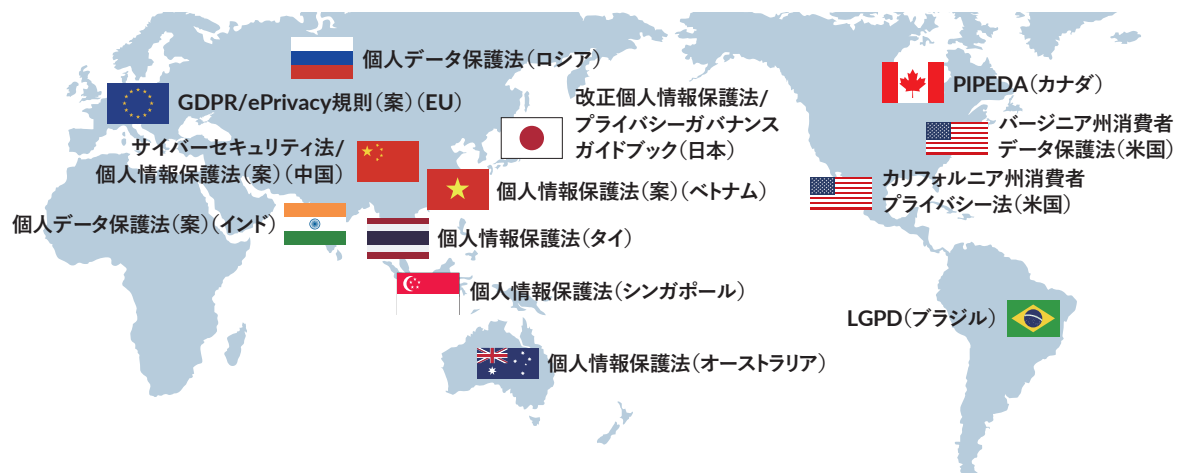 個人データ保護法（ロシア）
GDPR/ePrivacy規則（案）（EU）
改正個人情報保護法/
プライバシーガバナンス
ガイドブック（日本）
サイバーセキュリティ法/
個人情報保護法（案）（中国）
個人情報保護法（案）（ベトナム）
個人データ保護法（案）（インド）
個人情報保護法（タイ）
個人情報保護法（シンガポール）
個人情報保護法（オーストラリア）
PIPEDA（カナダ）
バージニア州消費者
データ保護法（米国）
カリフォルニア州消費者
プライバシー法（米国）
LGPD（ブラジル）